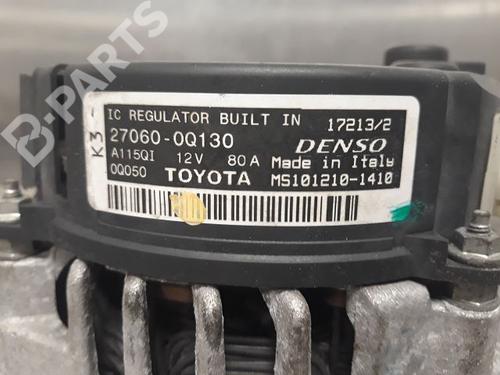 B-PARTS
K3-
IC REGULATOR BUILT IN 17213/2
27060-0Q130 DENSO
A115QI 12V 80A Made in Italy
0Q050 TOYOTA MS101210-1410